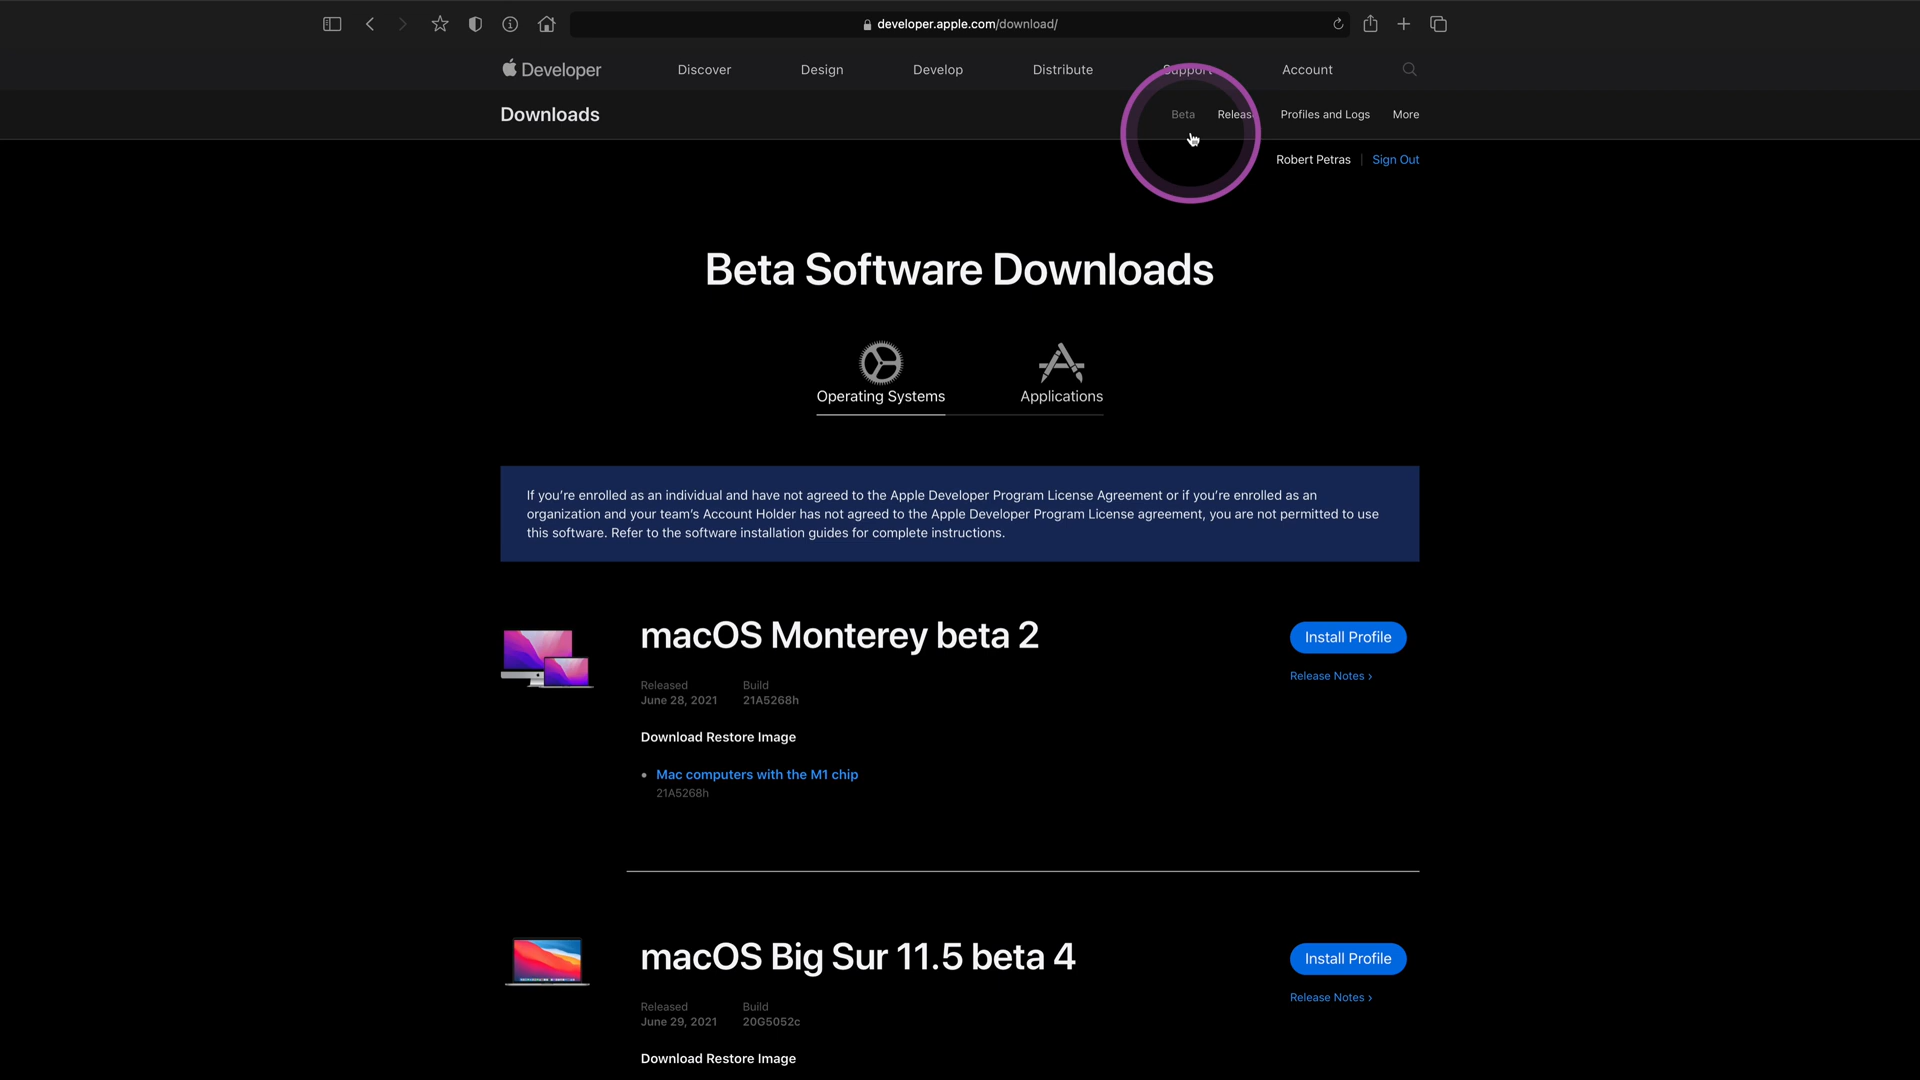 developer.apple.com/download/
Developer
Discover
Design
Develop
Distribute
Support
Account
Downloads
Beta
Releas
Profiles and Logs
More
Robert Petras
Sign Out
Beta Software Downloads
Operating Systems
Applications
If you're enrolled as an individual and have not agreed to the Apple Developer Program License Agreement or if you're enrolled as an
organization and your team's Account Holder has not agreed to the Apple Developer Program License agreement, you are not permitted to use
this software. Refer to the software installation guides for complete instructions.
macOS Monterey beta 2
Install Profile
Release Notes ›
Released
June 28, 2021
Build
21A5268h
Download Restore Image
• Mac computers with the M1 chip
21A5268h
macOS Big Sur 11.5 beta 4
Install Profile
Release Notes ›
Released
June 29, 2021
Build
20G5052c
Download Restore Image